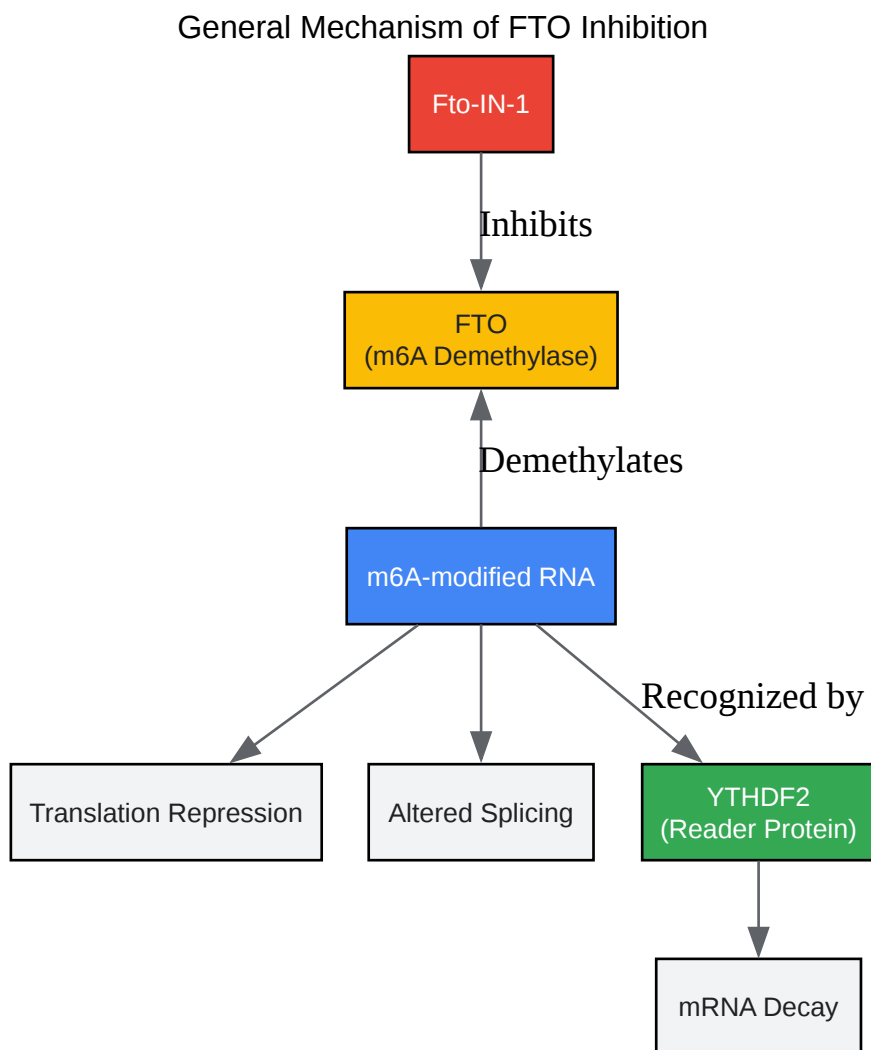 General Mechanism of FTO Inhibition
Fto-IN-1
Inhibits
FTO
(m6A Demethylase)
Demethylates
m6A-modified RNA
Recognized by
Translation Repression
Altered Splicing
YTHDF2
(Reader Protein)
mRNA Decay